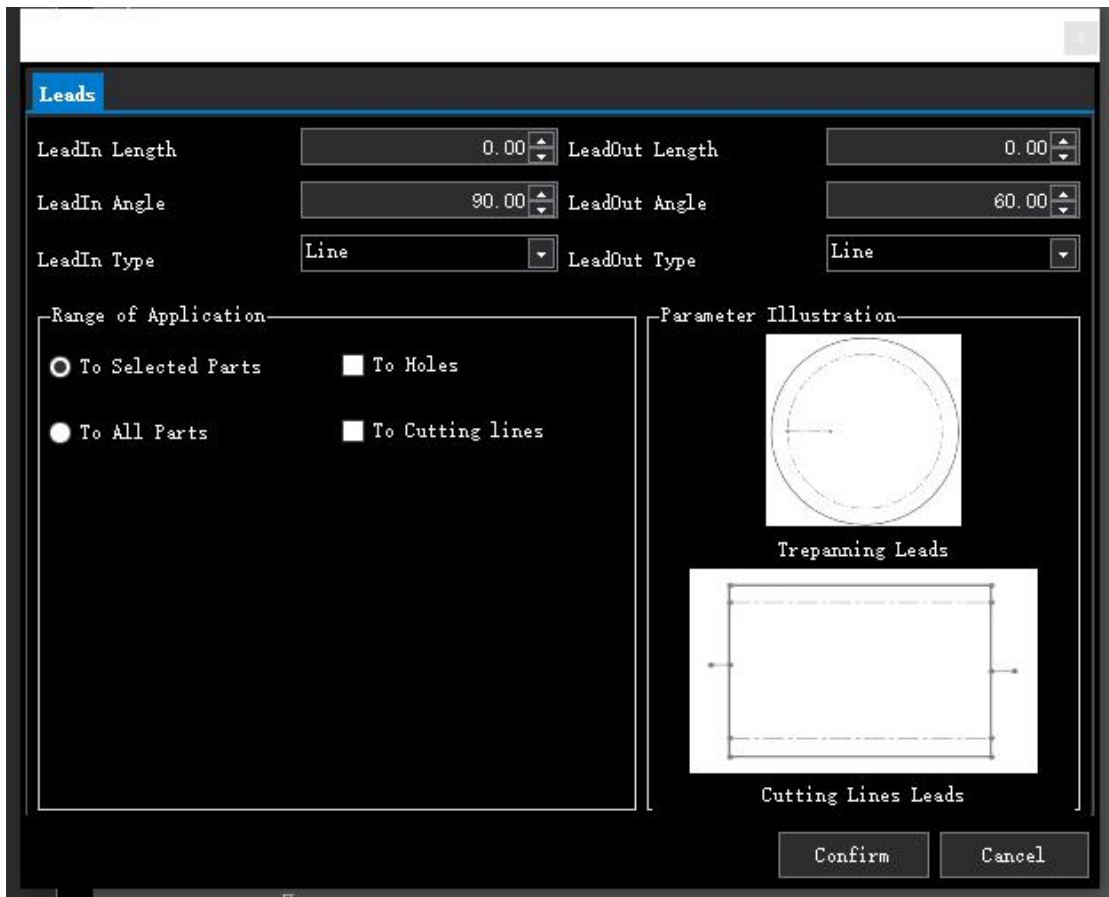 Leads
LeadIn Length 0.00 LeadOut Length 0.00
LeadIn Angle 90.00 LeadOut Angle 60.00
LeadIn Type Line LeadOut Type Line
Range of Application
To Selected Parts To Holes
To All Parts To Cutting lines
Parameter Illustration
Trepanning Leads
Cutting Lines Leads
Confirm Cancel